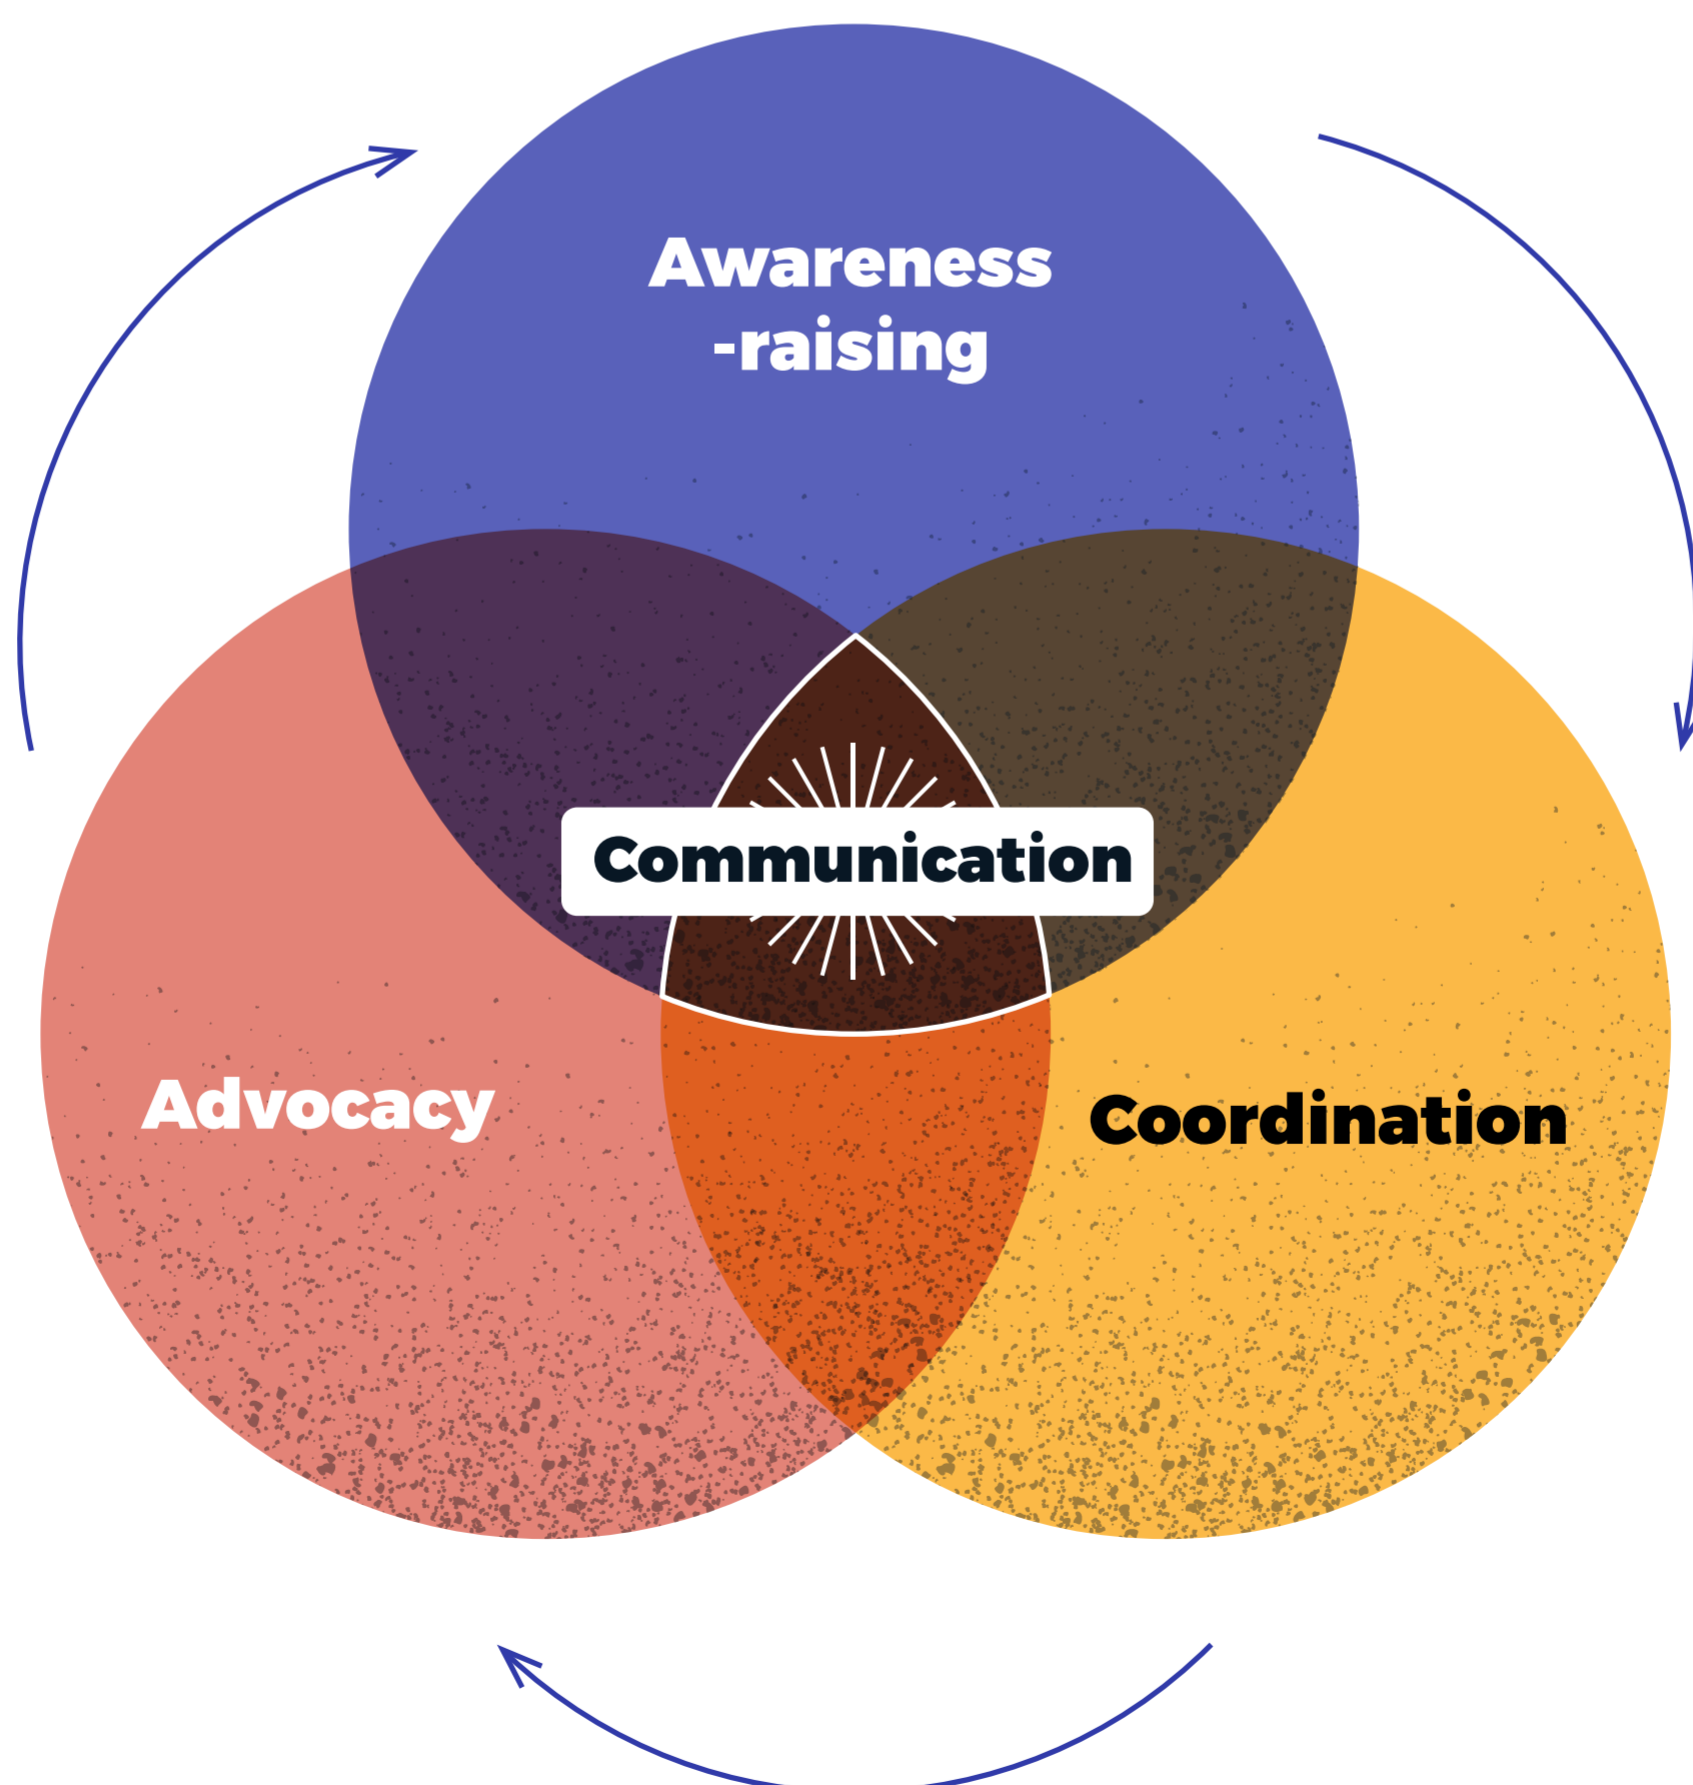 Awareness
-raising
Communication
Advocacy
Coordination